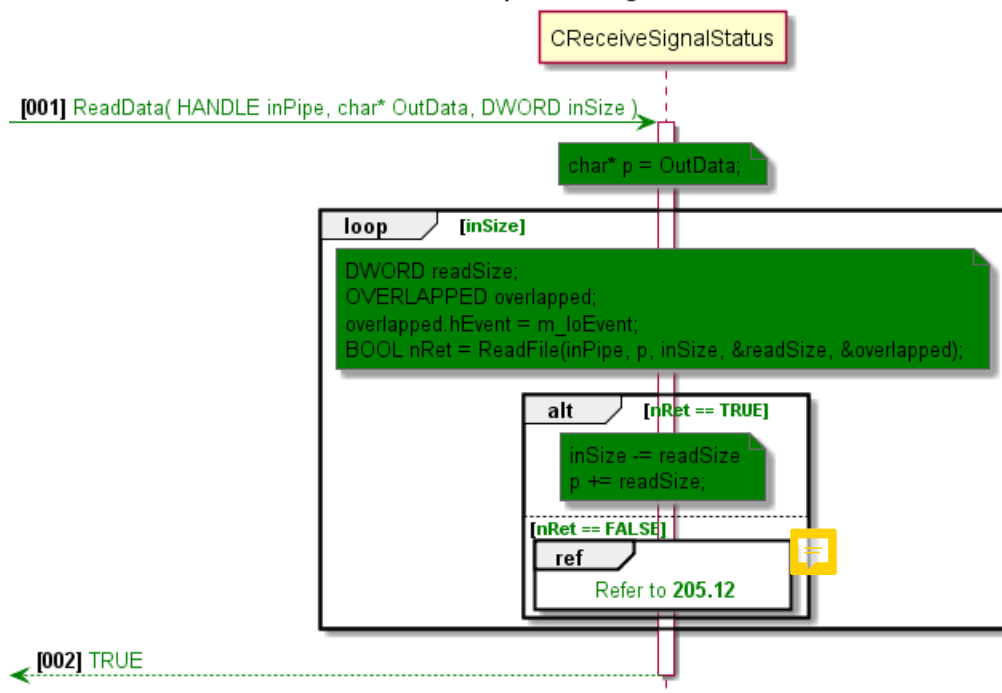 CReceiveSignalStatus
[001] ReadData( HANDLE inPipe, char* OutData, DWORD inSize )
char* p = OutData;
loop [inSize]
DWORD readSize;
OVERLAPPED overlapped;
overlapped.hEvent = m_IoEvent;
BOOL nRet = ReadFile(inPipe, p, inSize, &readSize, &overlapped);
alt [nRet == TRUE]
inSize -= readSize
p += readSize;
[nRet == FALSE]
ref
Refer to 205.12
[002] TRUE